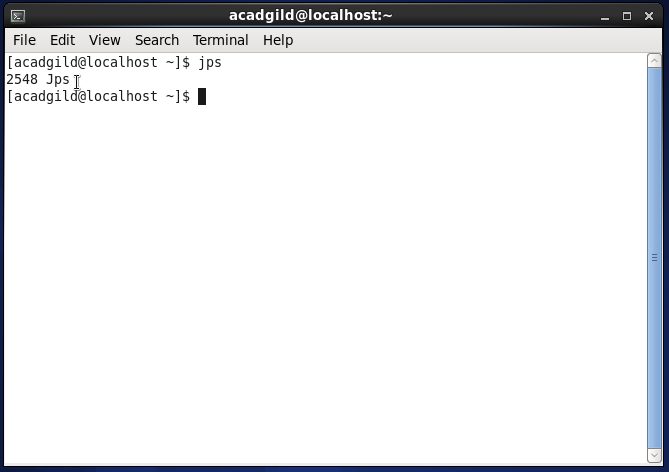 acadgild@localhost:~
File Edit View Search Terminal Help
[acadgild@localhost ~]$ jps
2548 Jps
[acadgild@localhost ~]$